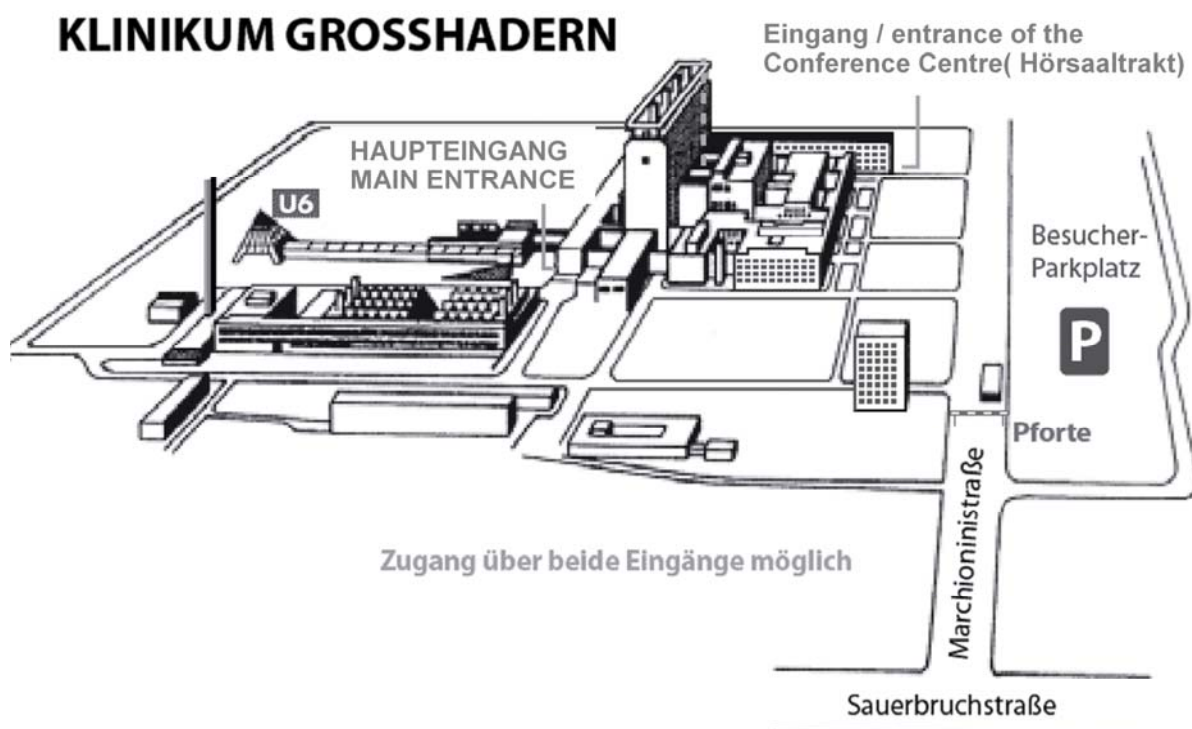 KLINIKUM GROSSHADERN
Eingang / entrance of the
Conference Centre( Hörsaaltrakt)
HAUPTEINGANG
MAIN ENTRANCE
U6
Besucher-
Parkplatz
P
Pforte
Marchioninistraße
Zugang über beide Eingänge möglich
Sauerbruchstraße